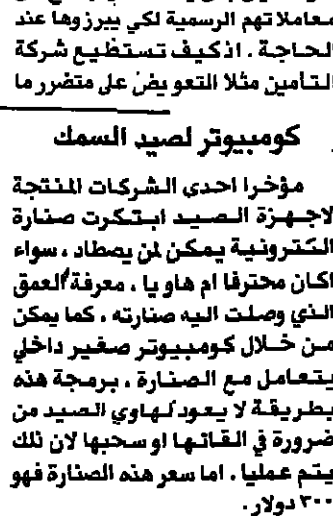 معاملاتهم الرسمية لكي يبرزوها عند
الحاجة . اذ كيف تستطيع شركة
التأمين مثلا التعويض على متضرر ما
كومبيوتر لصيد السمك
مؤخرا احدى الشركات المنتجة
لاجهزة الصيد ابتكرت صنارة
الكترونية يمكن لمن يصطاد ، سواء
اكان محترفا ام هاويا ، معرفة العمق
الذي وصلت اليه صنارته ، كما يمكن
من خلال كومبيوتر صغير داخلي
يتعامل مع الصنارة ، برمجة هذه
بطريقة لا يعود لهاوي الصيد من
ضرورة في القائها او سحبها لان ذلك
يتم عمليا . اما سعر هذه الصنارة فهو
٣٠٠ دولار .